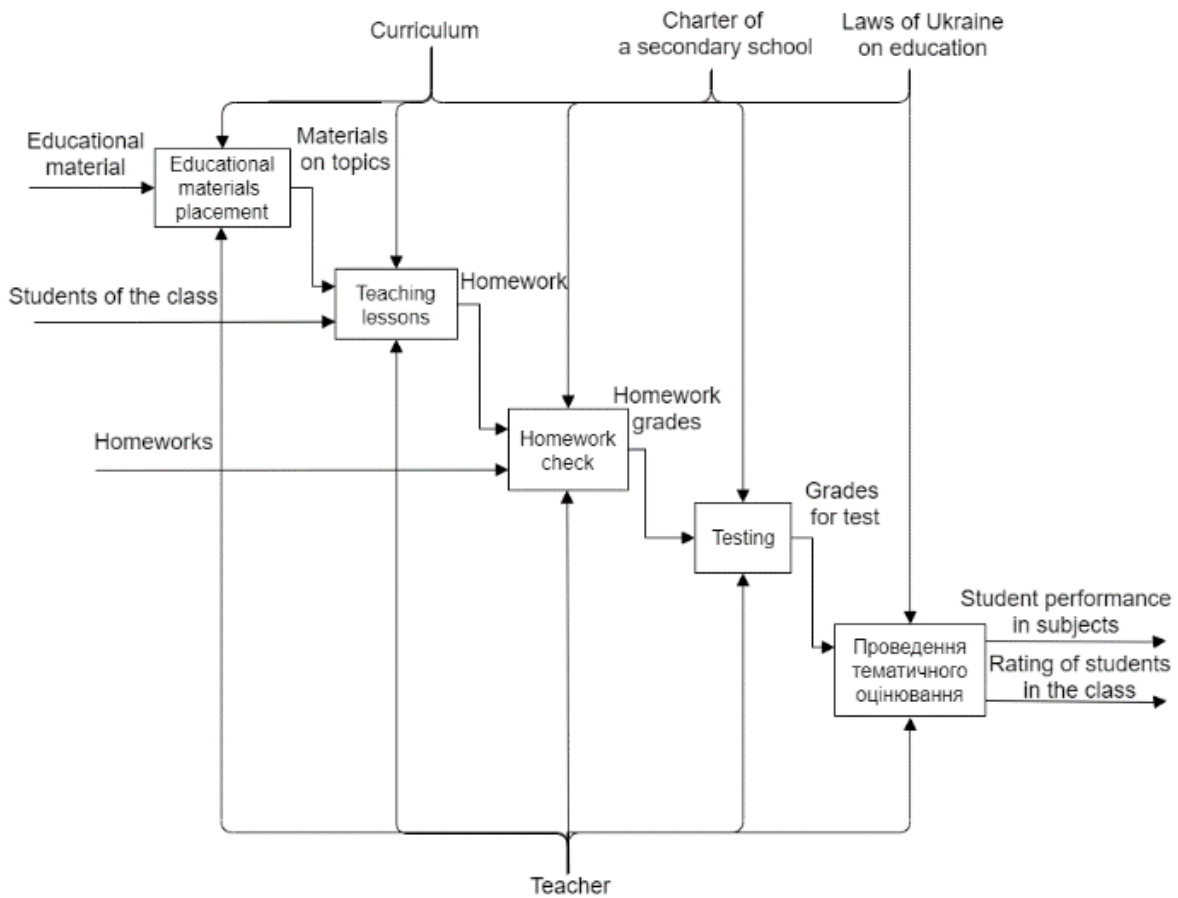 Curriculum
Charter of
a secondary school
Laws of Ukraine
on education
Educational
material
Educational
materials
placement
Materials
on topics
Students of the class
Teaching
lessons
Homework
Homeworks
Homework
check
Homework
grades
Testing
Grades
for test
Проведення
тематичного
оцінювання
Student performance
in subjects
Rating of students
in the class
Teacher